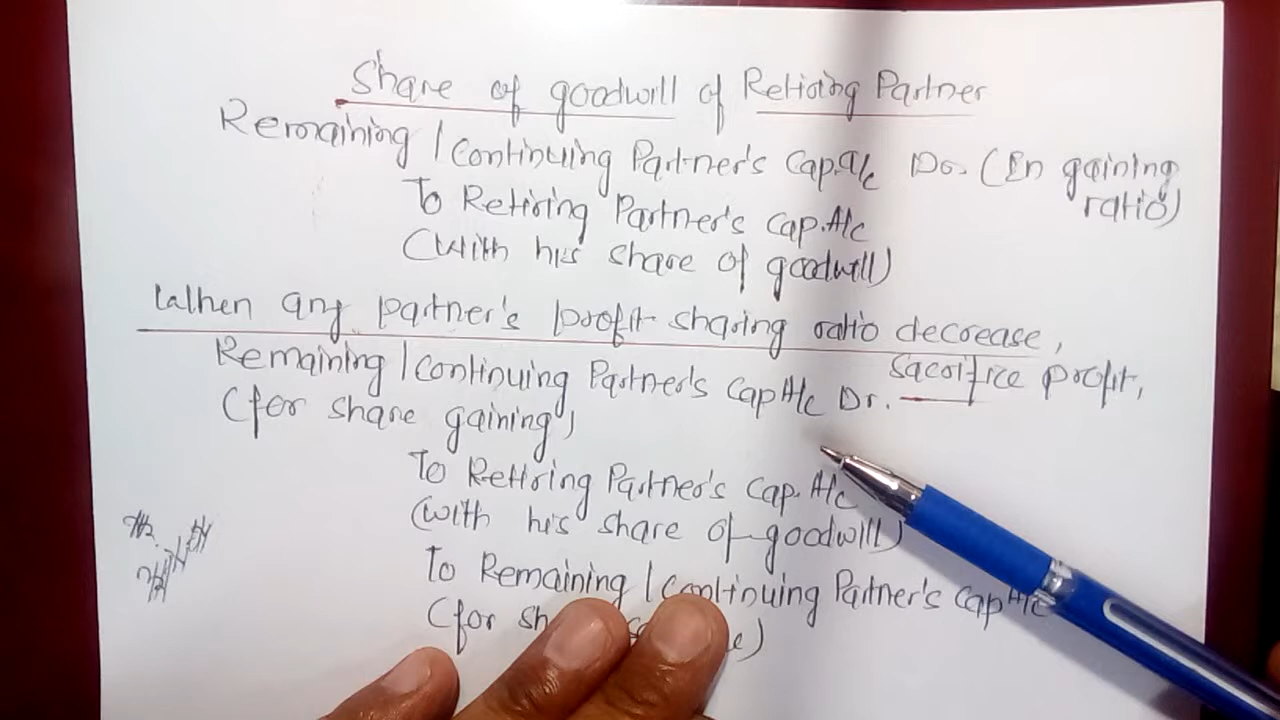 Share of goodwill of Retiring Partner
Remaining / Continuing Partner's Cap.A/c Dr. (In gaining
ratio)
To Retiring Partner's Cap.A/c
(With his share of goodwill)
When any partner's profit sharing ratio decrease,
sacrifice profit,
Remaining / Continuing Partner's Cap A/c Dr.
(for share gaining)
To Retiring Partner's Cap. A/c
(with his share of goodwill)
To Remaining / Continuing Partner's Cap A/c
(for